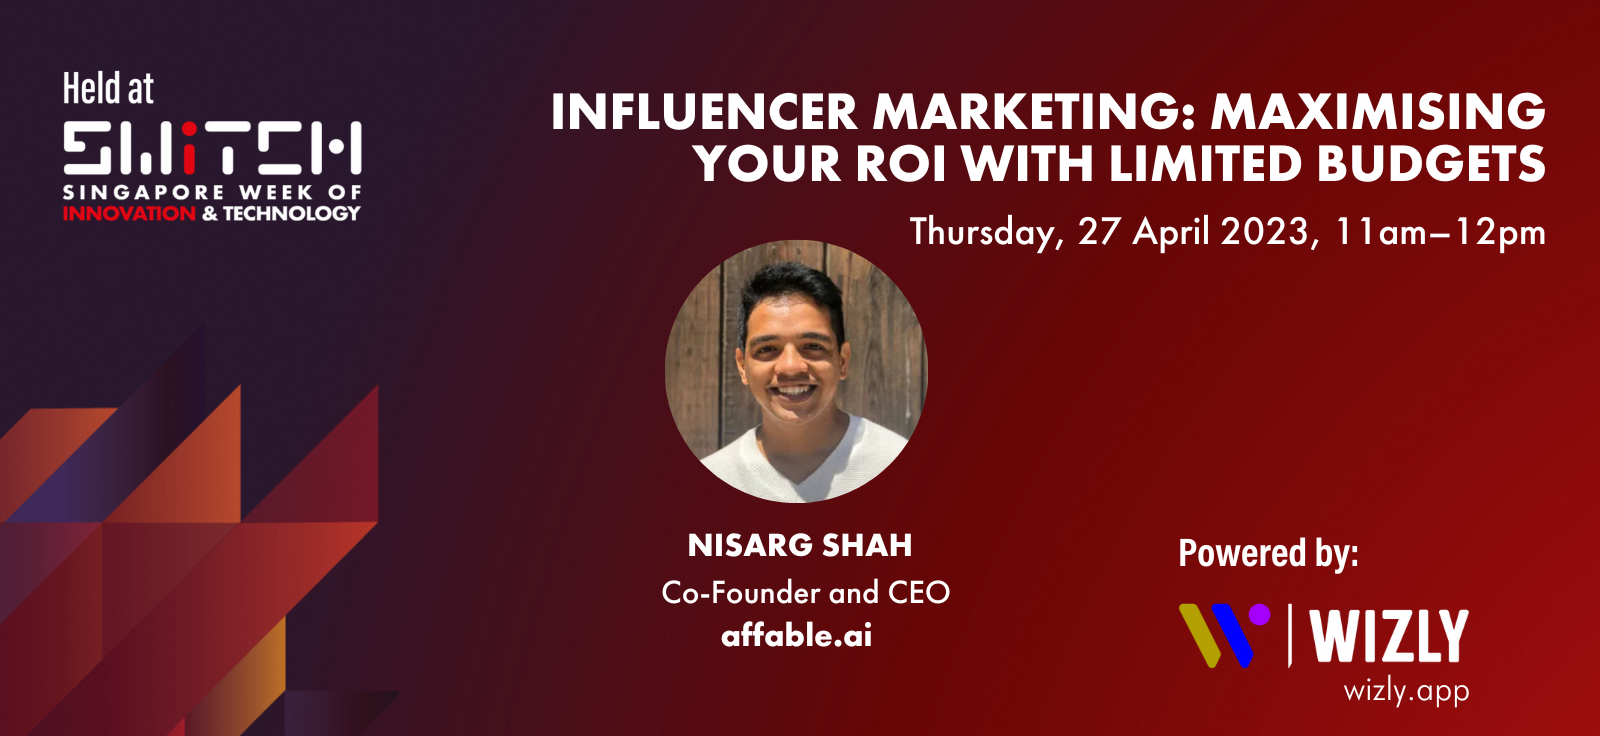 Held at
SWiTCH
SINGAPORE WEEK OF
INNOVATION & TECHNOLOGY
INFLUENCER MARKETING: MAXIMISING
YOUR ROI WITH LIMITED BUDGETS
Thursday, 27 April 2023, 11am–12pm
NISARG SHAH
Co-Founder and CEO
affable.ai
Powered by:
WIZLY
wizly.app